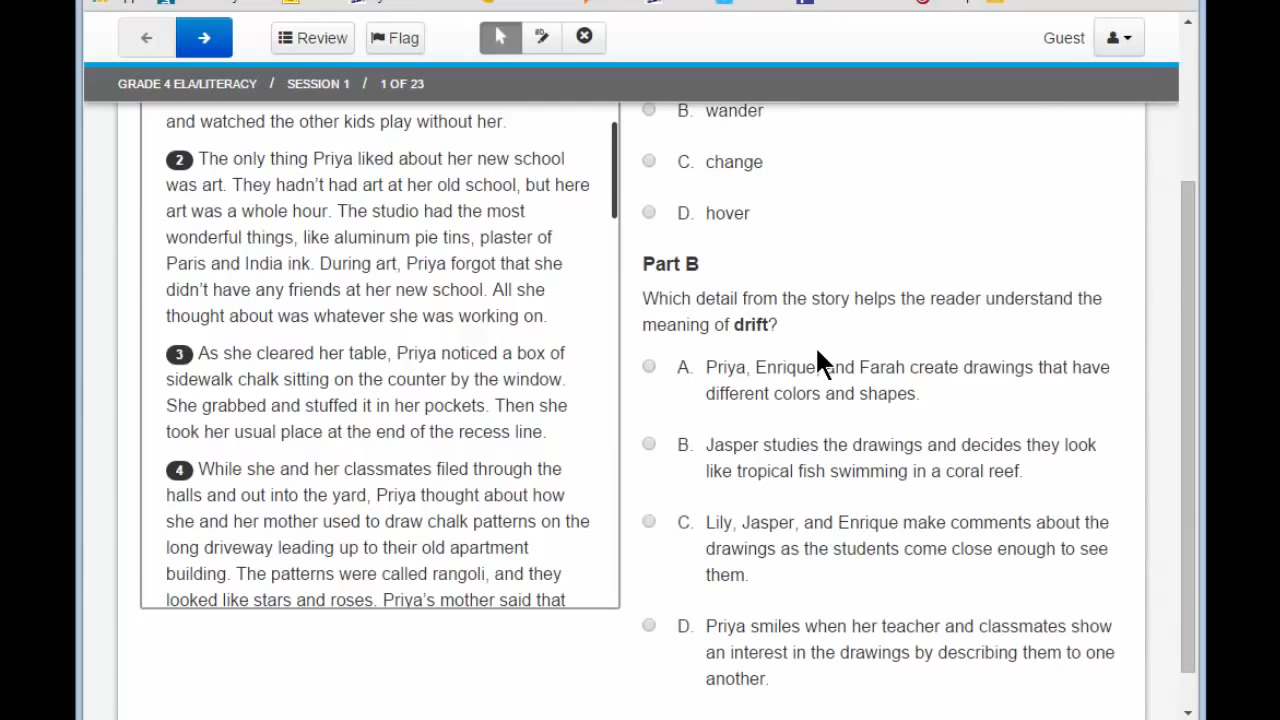 Review
Flag
Guest
GRADE 4 ELA/LITERACY / SESSION 1 / 1 OF 23
and watched the other kids play without her.
2 The only thing Priya liked about her new school
was art. They hadn’t had art at her old school, but here
art was a whole hour. The studio had the most
wonderful things, like aluminum pie tins, plaster of
Paris and India ink. During art, Priya forgot that she
didn’t have any friends at her new school. All she
thought about was whatever she was working on.
3 As she cleared her table, Priya noticed a box of
sidewalk chalk sitting on the counter by the window.
She grabbed and stuffed it in her pockets. Then she
took her usual place at the end of the recess line.
4 While she and her classmates filed through the
halls and out into the yard, Priya thought about how
she and her mother used to draw chalk patterns on the
long driveway leading up to their old apartment
building. The patterns were called rangoli, and they
looked like stars and roses. Priya’s mother said that
B. wander
C. change
D. hover
Part B
Which detail from the story helps the reader understand the
meaning of drift?
A. Priya, Enrique, and Farah create drawings that have
different colors and shapes.
B. Jasper studies the drawings and decides they look
like tropical fish swimming in a coral reef.
C. Lily, Jasper, and Enrique make comments about the
drawings as the students come close enough to see
them.
D. Priya smiles when her teacher and classmates show
an interest in the drawings by describing them to one
another.